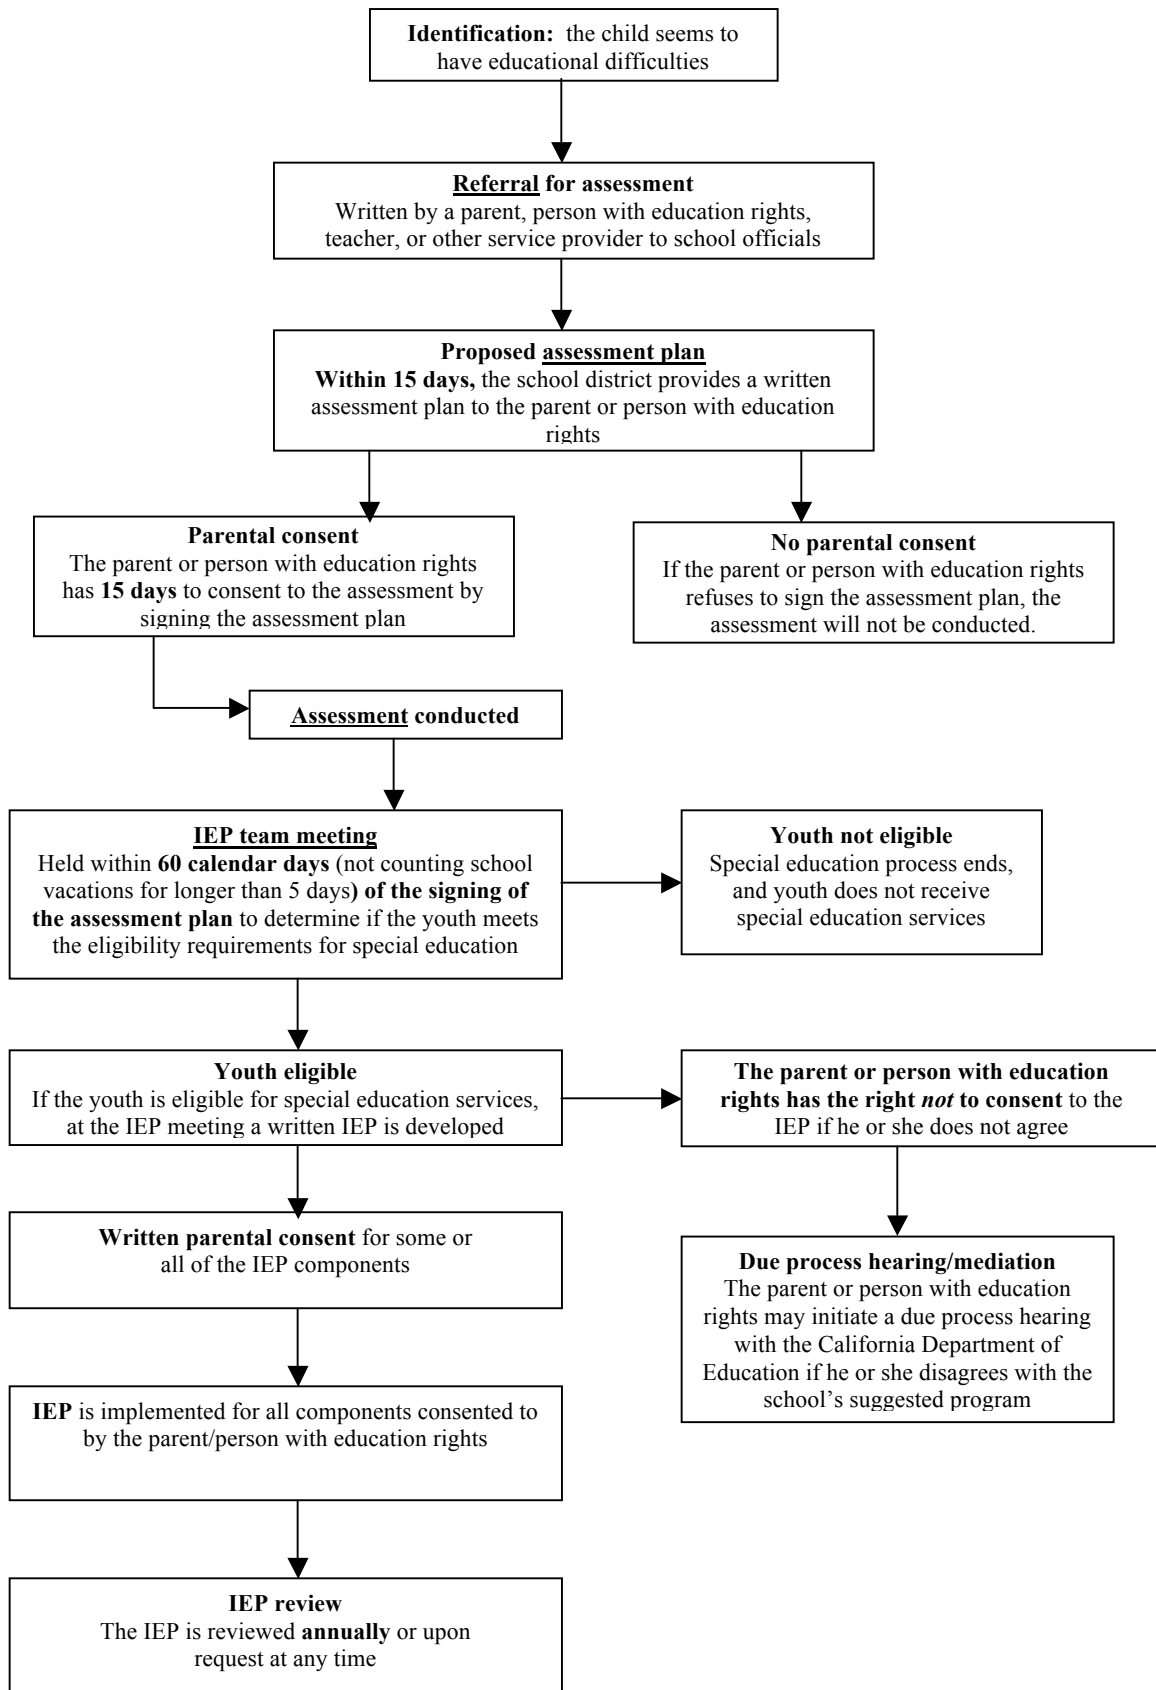 Identification: the child seems to
have educational difficulties
Referral for assessment
Written by a parent, person with education rights,
teacher, or other service provider to school officials
Proposed assessment plan
Within 15 days, the school district provides a written
assessment plan to the parent or person with education
rights
Parental consent
The parent or person with education rights
has 15 days to consent to the assessment by
signing the assessment plan
No parental consent
If the parent or person with education rights
refuses to sign the assessment plan, the
assessment will not be conducted.
Assessment conducted
IEP team meeting
Held within 60 calendar days (not counting school
vacations for longer than 5 days) of the signing of
the assessment plan to determine if the youth meets
the eligibility requirements for special education
Youth not eligible
Special education process ends,
and youth does not receive
special education services
Youth eligible
If the youth is eligible for special education services,
at the IEP meeting a written IEP is developed
The parent or person with education
rights has the right not to consent to the
IEP if he or she does not agree
Written parental consent for some or
all of the IEP components
Due process hearing/mediation
The parent or person with education
rights may initiate a due process hearing
with the California Department of
Education if he or she disagrees with the
school’s suggested program
IEP is implemented for all components consented to
by the parent/person with education rights
IEP review
The IEP is reviewed annually or upon
request at any time